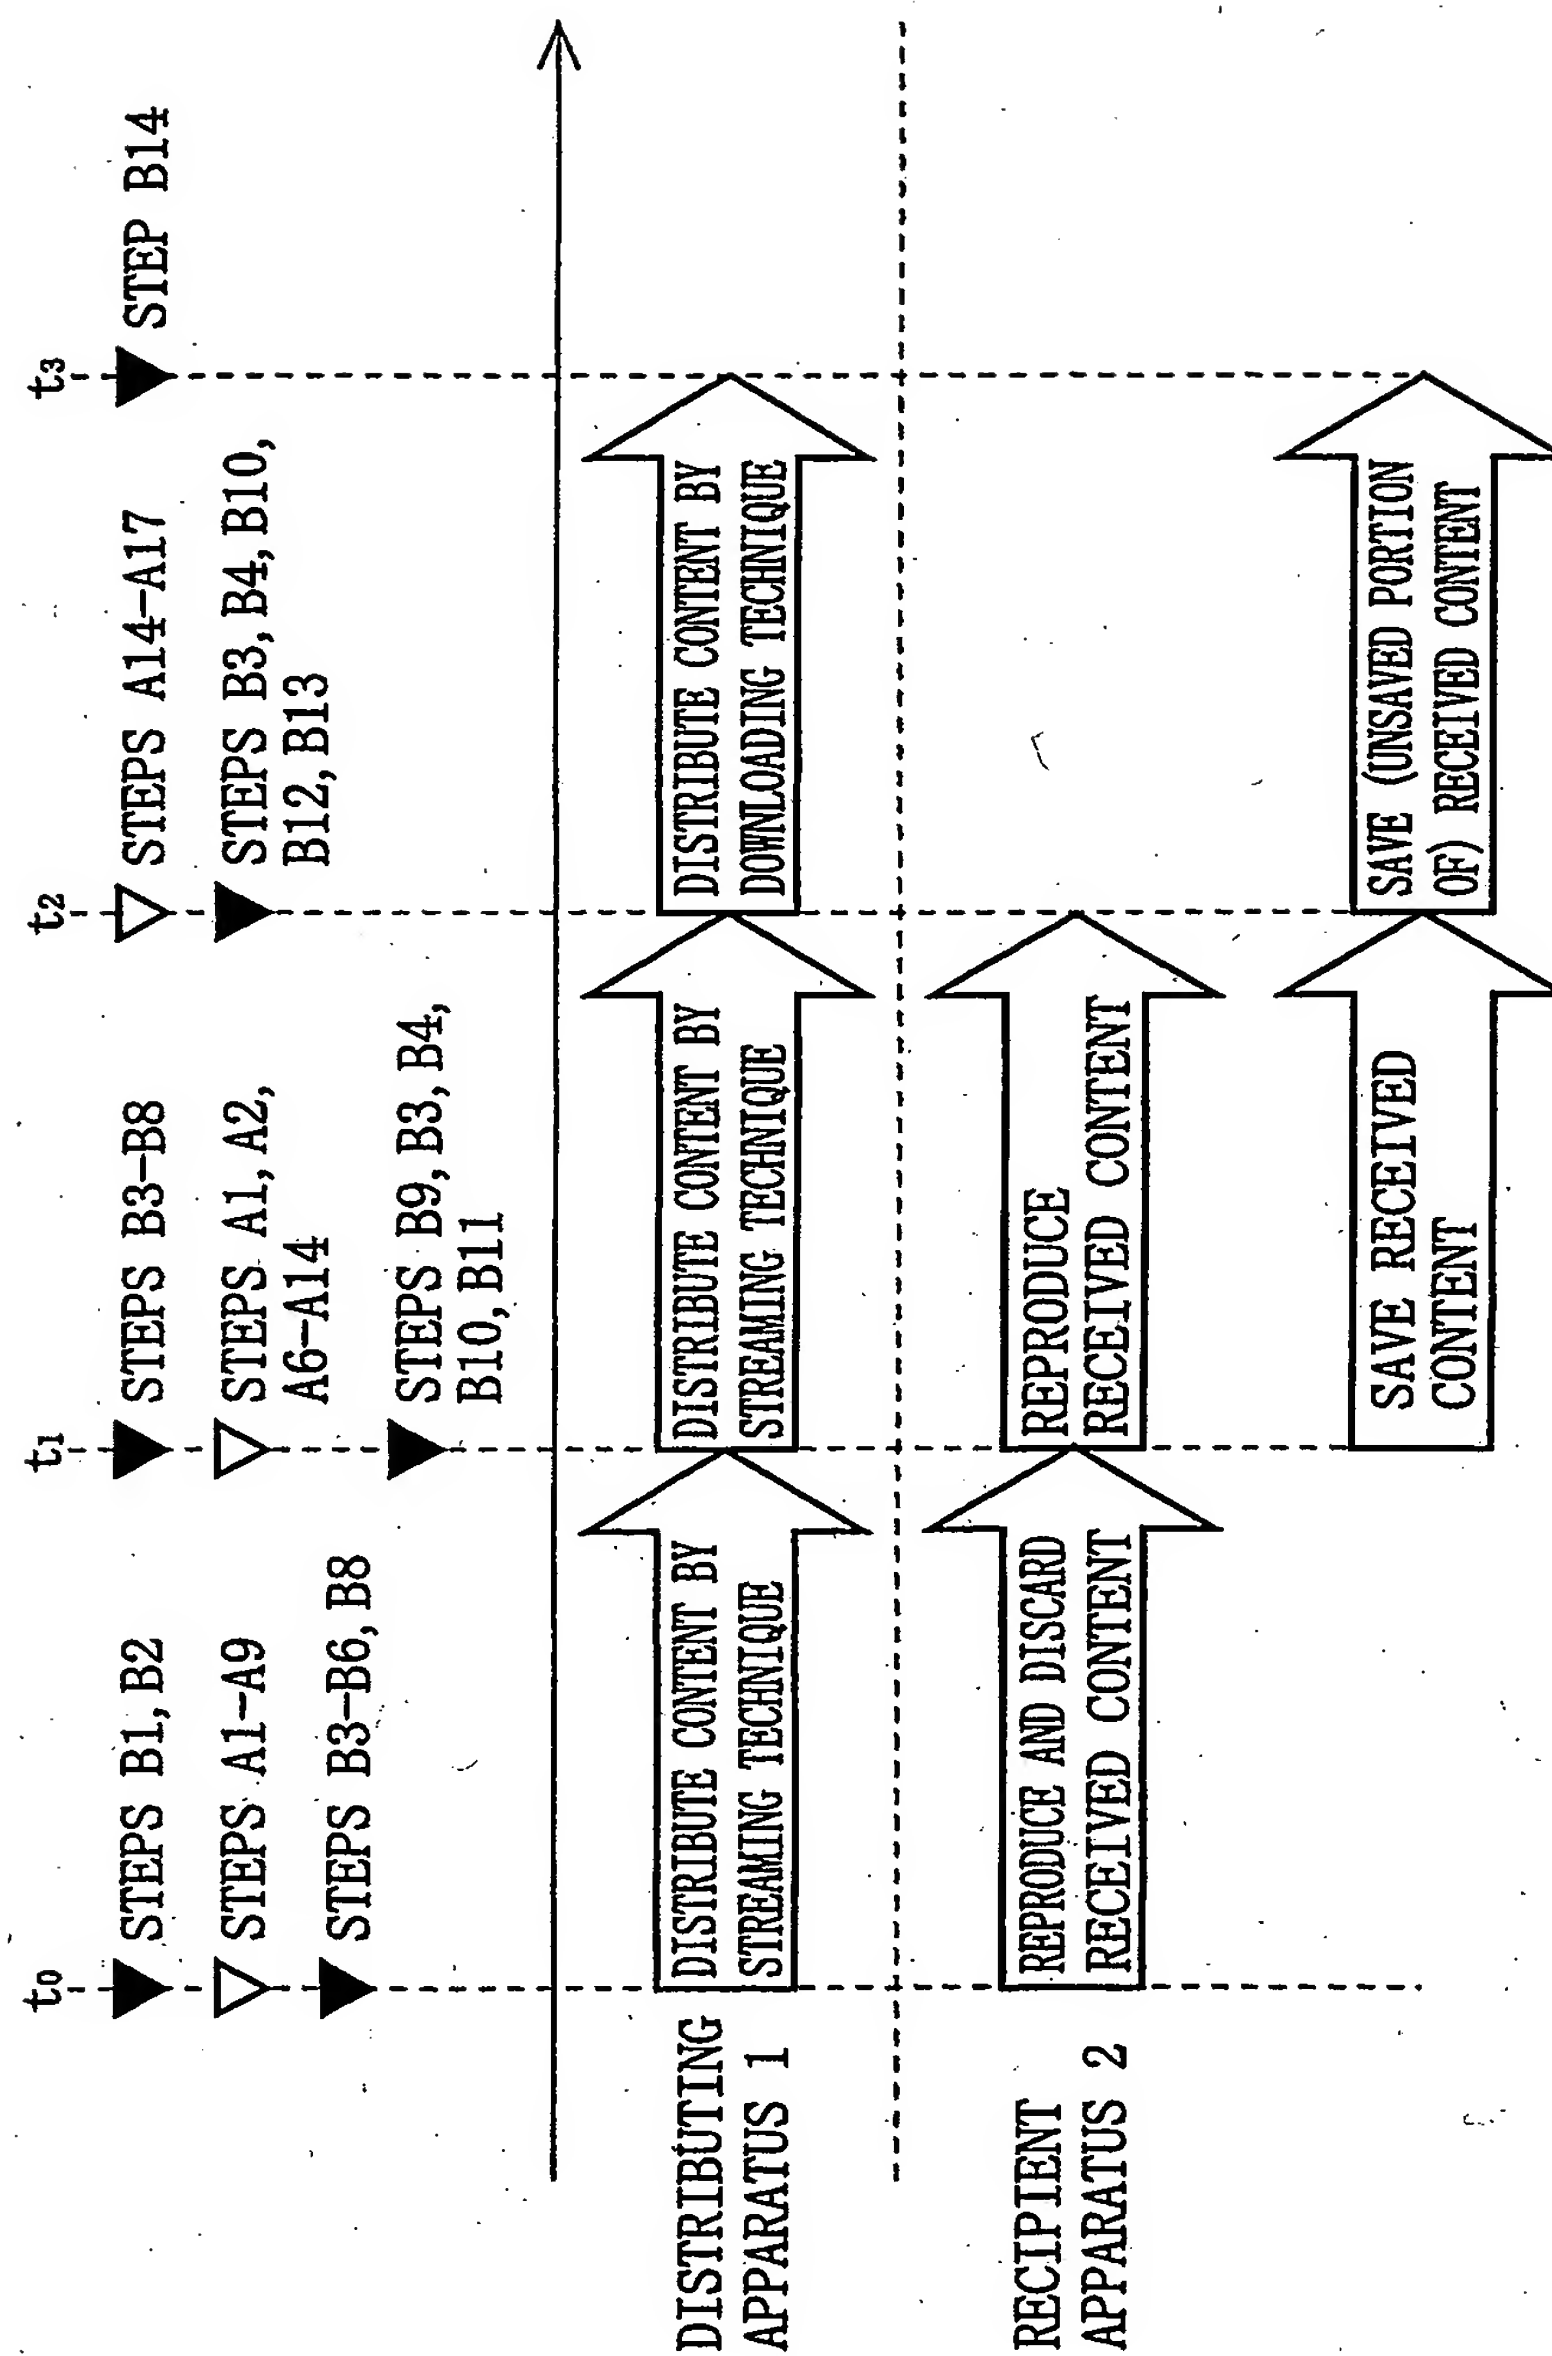 t0
STEPS B1, B2
STEPS A1-A9
STEPS B3-B6, B8
t1
STEPS B3-B8
STEPS A1, A2,
A6-A14
STEPS B9, B3, B4,
B10, B11
t2
STEPS A14-A17
STEPS B3, B4, B10,
B12, B13
t3
STEP B14
DISTRIBUTING
APPARATUS 1
DISTRIBUTE CONTENT BY
STREAMING TECHNIQUE
DISTRIBUTE CONTENT BY
STREAMING TECHNIQUE
DISTRIBUTE CONTENT BY
DOWNLOADING TECHNIQUE
RECIPIENT
APPARATUS 2
REPRODUCE AND DISCARD
RECEIVED CONTENT
REPRODUCE
RECEIVED CONTENT
SAVE RECEIVED
CONTENT
SAVE (UNSAVED PORTION
OF) RECEIVED CONTENT